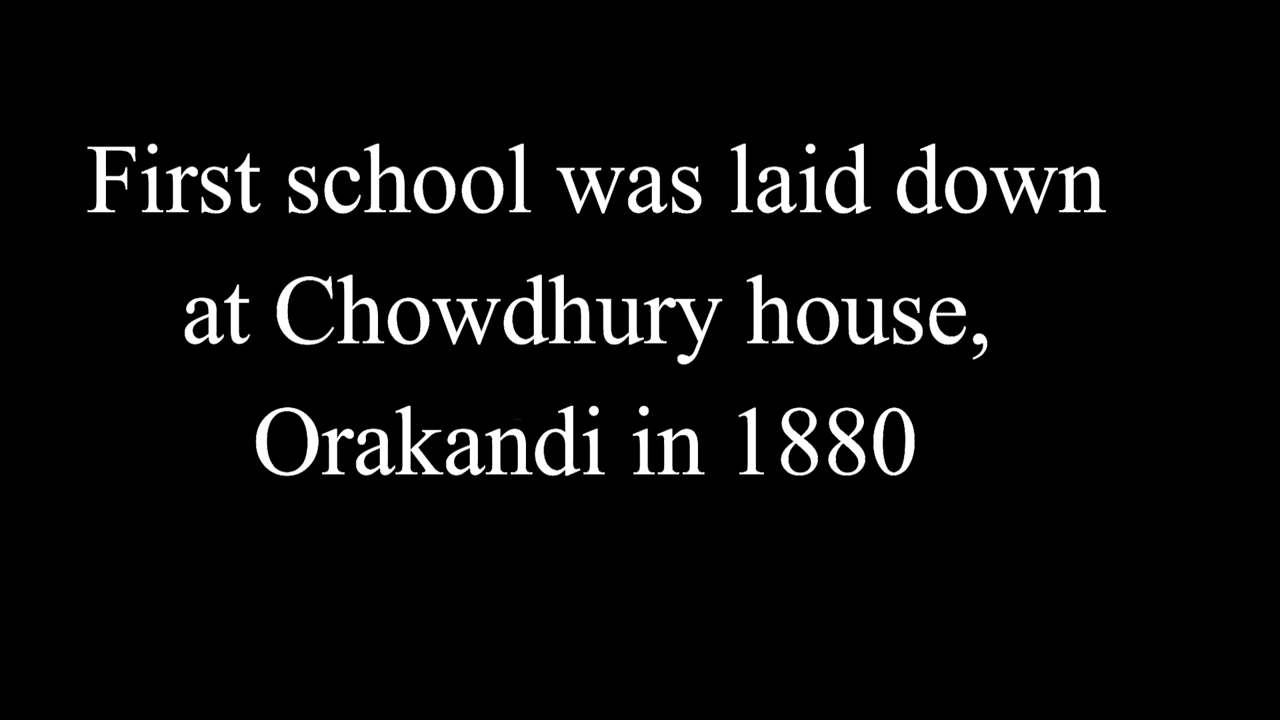 First school was laid down
at Chowdhury house,
Orakandi in 1880